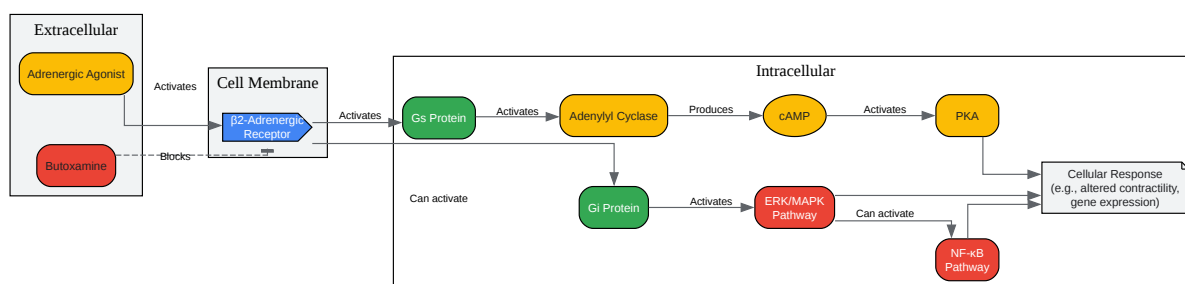 Extracellular
Adrenergic Agonist
Activates
Butoxamine
Blocks
Cell Membrane
β2-Adrenergic
Receptor
Activates
Can activate
Intracellular
Gs Protein
Activates
Adenylyl Cyclase
Produces
cAMP
Activates
PKA
Gi Protein
Activates
ERK/MAPK
Pathway
Can activate
NF-κB
Pathway
Cellular Response
(e.g., altered contractility,
gene expression)